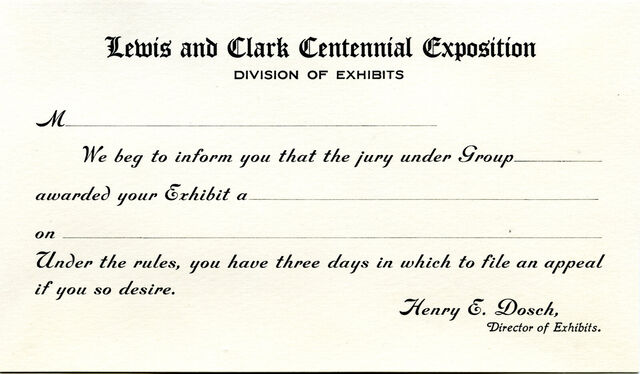 Lewis and Clark Centennial Exposition
DIVISION OF EXHIBITS
M
We beg to inform you that the jury under Group
awarded your Exhibit a
on
Under the rules, you have three days in which to file an appeal
if you so desire.
Henry E. Dosch,
Director of Exhibits.